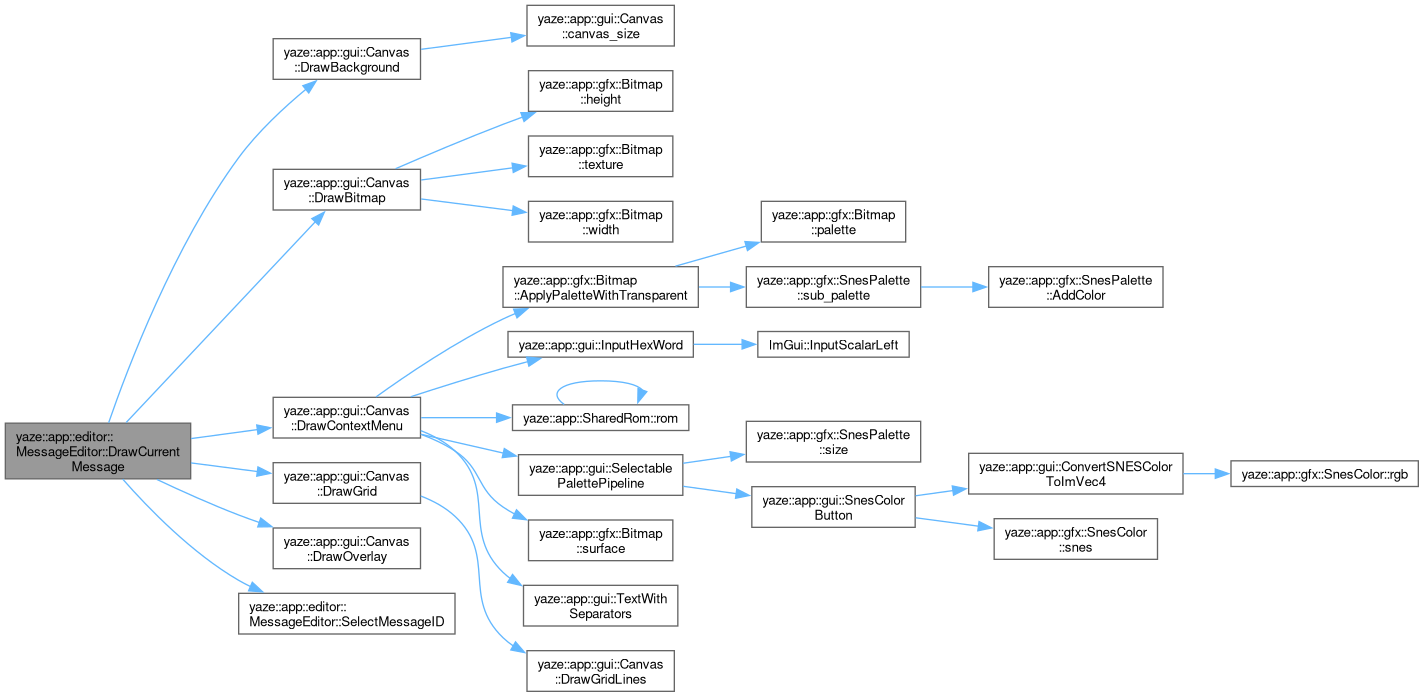 yaze::app::editor::
MessageEditor::DrawCurrent
Message
yaze::app::gui::Canvas
::DrawBackground
yaze::app::gui::Canvas
::canvas_size
yaze::app::gui::Canvas
::DrawBitmap
yaze::app::gfx::Bitmap
::height
yaze::app::gfx::Bitmap
::texture
yaze::app::gfx::Bitmap
::width
yaze::app::gui::Canvas
::DrawContextMenu
yaze::app::gfx::Bitmap
::ApplyPaletteWithTransparent
yaze::app::gfx::Bitmap
::palette
yaze::app::gfx::SnesPalette
::sub_palette
yaze::app::gfx::SnesPalette
::AddColor
yaze::app::gui::InputHexWord
ImGui::InputScalarLeft
yaze::app::SharedRom::rom
yaze::app::gui::Selectable
PalettePipeline
yaze::app::gfx::SnesPalette
::size
yaze::app::gui::SnesColor
Button
yaze::app::gui::ConvertSNESColor
ToImVec4
yaze::app::gfx::SnesColor::rgb
yaze::app::gfx::SnesColor
::snes
yaze::app::gfx::Bitmap
::surface
yaze::app::gui::TextWith
Separators
yaze::app::gui::Canvas
::DrawGrid
yaze::app::gui::Canvas
::DrawGridLines
yaze::app::gui::Canvas
::DrawOverlay
yaze::app::editor::
MessageEditor::SelectMessageID